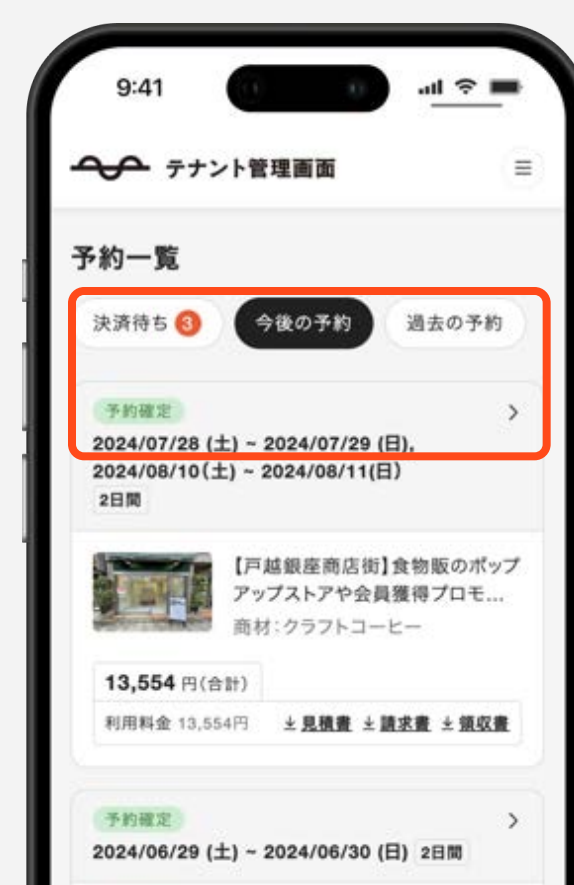 9:41
テナント管理画面
予約一覧
決済待ち 3 今後の予約 過去の予約
予約確定
2024/07/28 (土) ~ 2024/07/29 (日),
2024/08/10(土) ~ 2024/08/11(日)
2日間
【戸越銀座商店街】食物販のポップ
アップストアや会員獲得プロモ...
商材:クラフトコーヒー
13,554 円(合計)
利用料金 13,554円 見積書 請求書 領収書
予約確定
2024/06/29 (土) ~ 2024/06/30 (日) 2日間